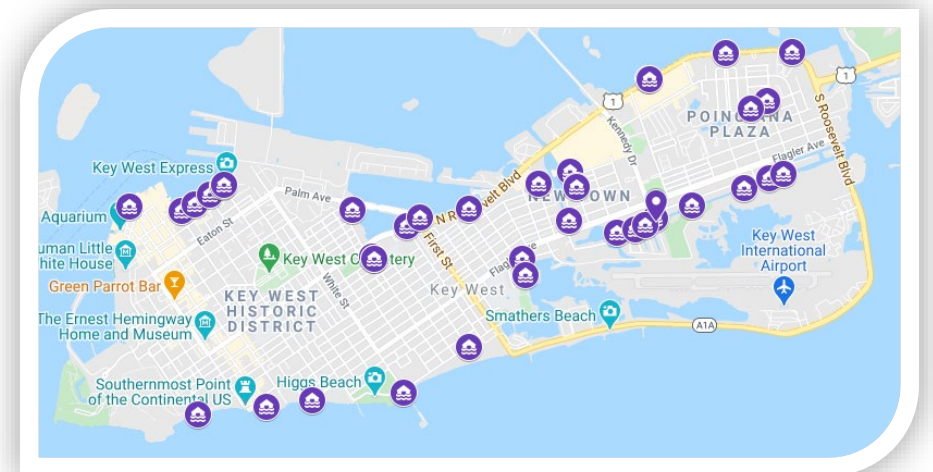 1
1
POINCIANA
PLAZA
S Roosevelt Blvd
Kennedy Dr
Flagler Ave
Key West Express
Palm Ave
N Roosevelt Blvd
NEW TOWN
Aquarium
Eaton St
uman Little
hite House
Key West
First St
Flagler Ave
Key West
International
Airport
Green Parrot Bar
White St
KEY WEST
HISTORIC
DISTRICT
Key West
Smathers Beach
The Ernest Hemingway
Home and Museum
A1A
Southernmost Point
of the Continental US
Higgs Beach